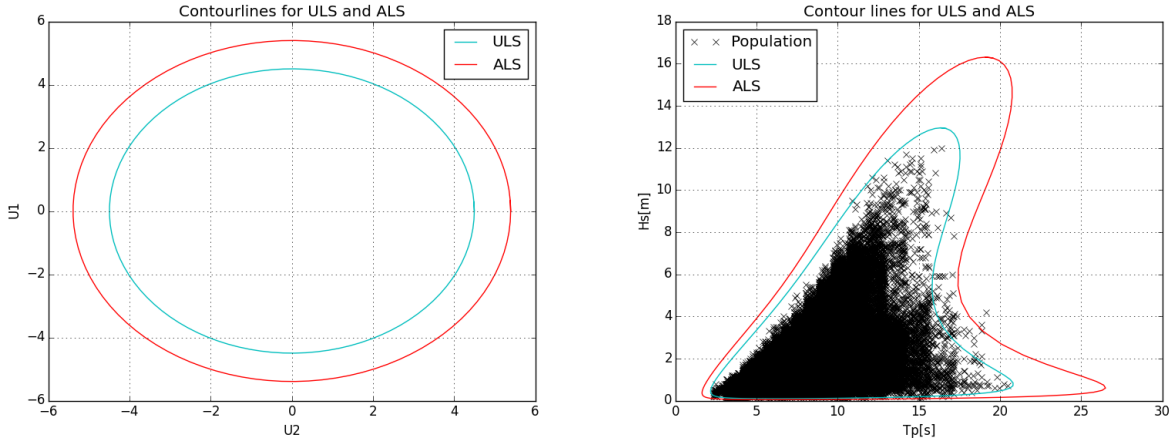 Contourlines for ULS and ALS
6
4
2
0
−2
−4
−6
U1
ULS
ALS
−6
−4
−2
0
2
4
6
U2
Contour lines for ULS and ALS
18
16
14
12
10
8
6
4
2
0
Hs[m]
Population
ULS
ALS
0
5
10
15
20
25
30
Tp[s]